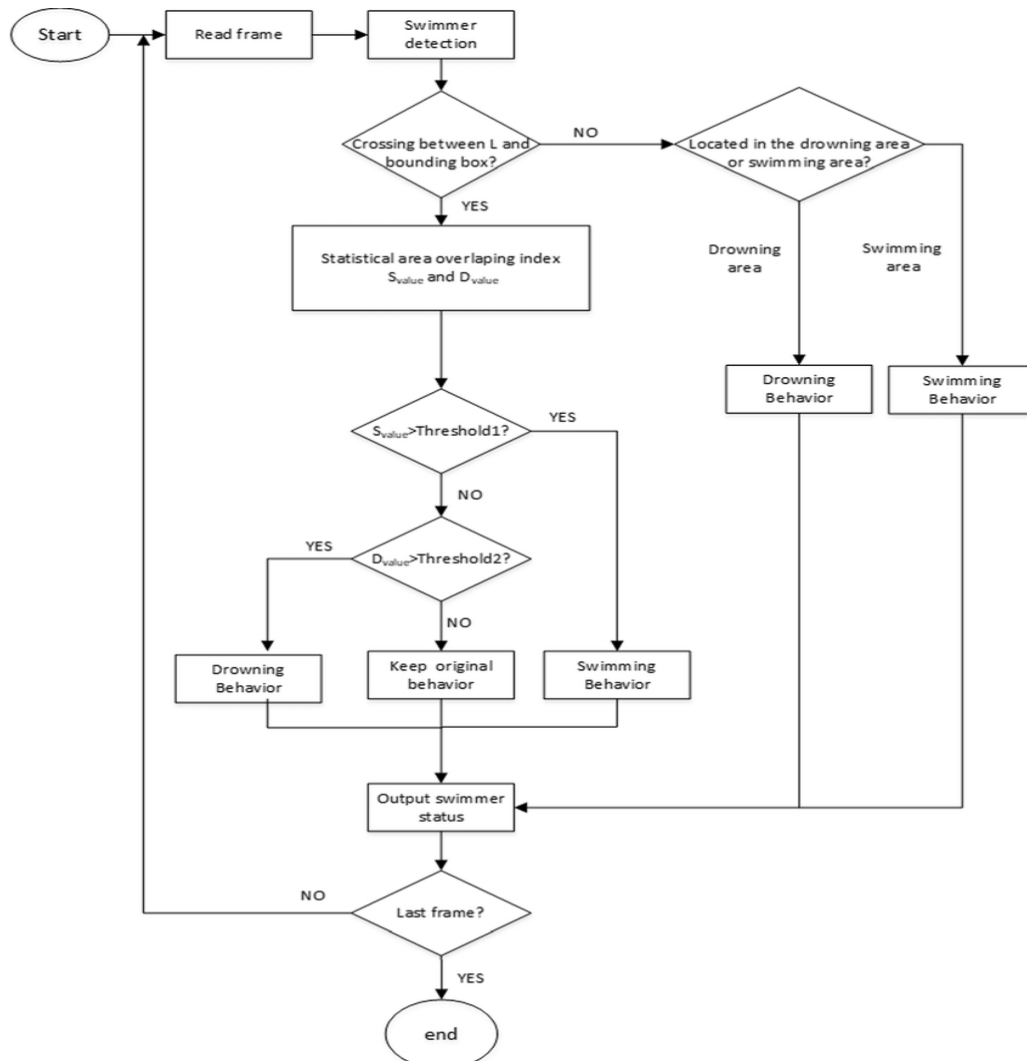 Start
Read frame
Swimmer
detection
Crossing between L and
bounding box?
NO
Located in the drowning area
or swimming area?
YES
Statistical area overlaping index
Svalue and Dvalue
Drowning
area
Swimming
area
Drowning
Behavior
Swimming
Behavior
Svalue>Threshold1?
YES
NO
Dvalue>Threshold2?
YES
NO
Drowning
Behavior
Keep original
behavior
Swimming
Behavior
Output swimmer
status
Last frame?
NO
YES
end